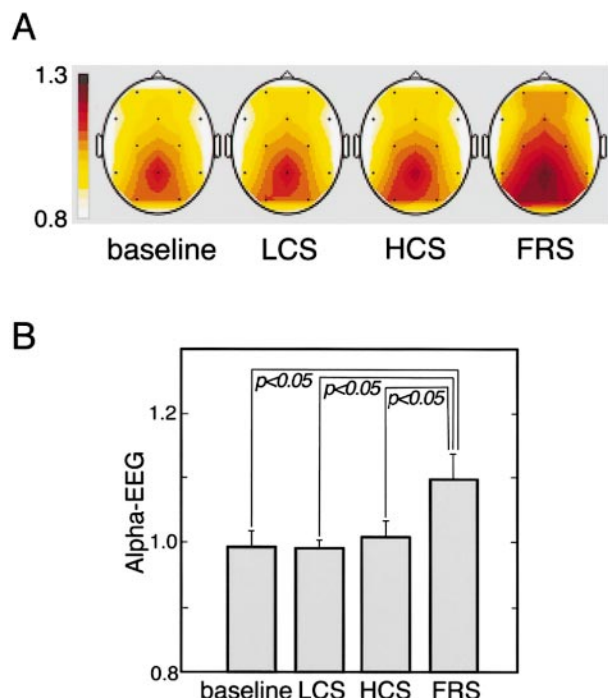 A
1.3
0.8
baseline LCS HCS FRS
B
p<0.05 p<0.05 p<0.05
1.2
Alpha-EEG
1.0
0.8
baseline LCS HCS FRS